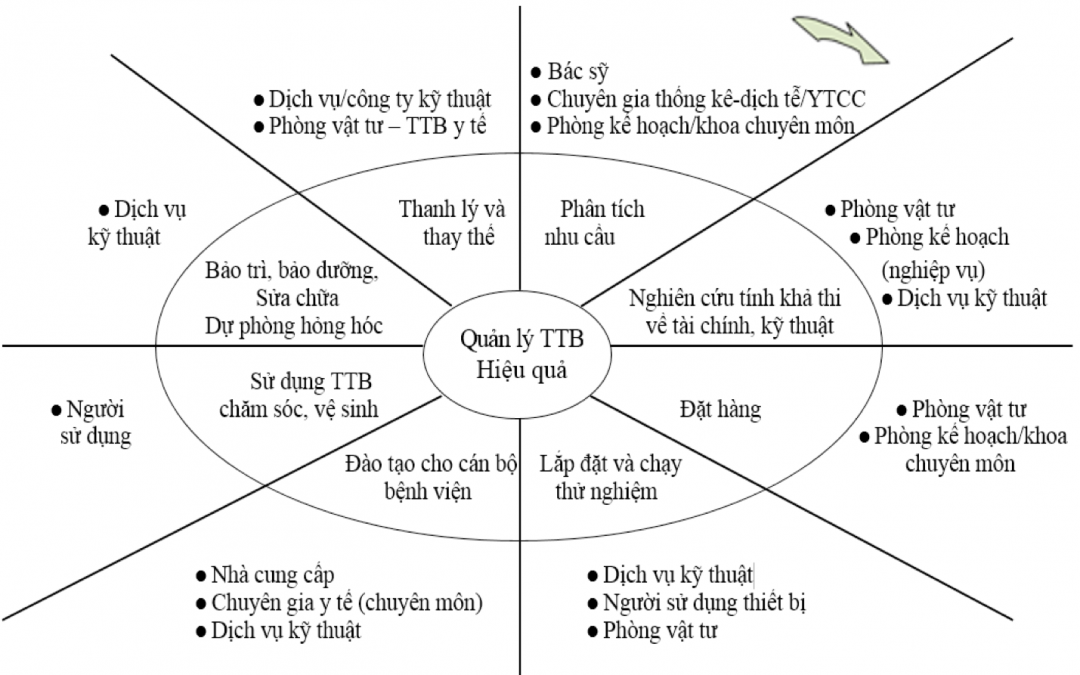 ● Dịch vụ/công ty kỹ thuật
● Phòng vật tư – TTB y tế
● Bác sỹ
● Chuyên gia thống kê-dịch tễ/YTCC
● Phòng kế hoạch/khoa chuyên môn
● Dịch vụ
kỹ thuật
Thanh lý và
thay thế
Phân tích
nhu cầu
● Phòng vật tư
● Phòng kế hoạch
(nghiệp vụ)
● Dịch vụ kỹ thuật
Bảo trì, bảo dưỡng,
Sửa chữa
Dự phòng hỏng hóc
Nghiên cứu tính khả thi
về tài chính, kỹ thuật
Quản lý TTB
Hiệu quả
Sử dụng TTB
chăm sóc, vệ sinh
Đặt hàng
● Người
sử dụng
● Phòng vật tư
● Phòng kế hoạch/khoa
chuyên môn
Đào tạo cho cán bộ
bệnh viện
Lắp đặt và chạy
thử nghiệm
● Nhà cung cấp
● Chuyên gia y tế (chuyên môn)
● Dịch vụ kỹ thuật
● Dịch vụ kỹ thuật
● Người sử dụng thiết bị
● Phòng vật tư